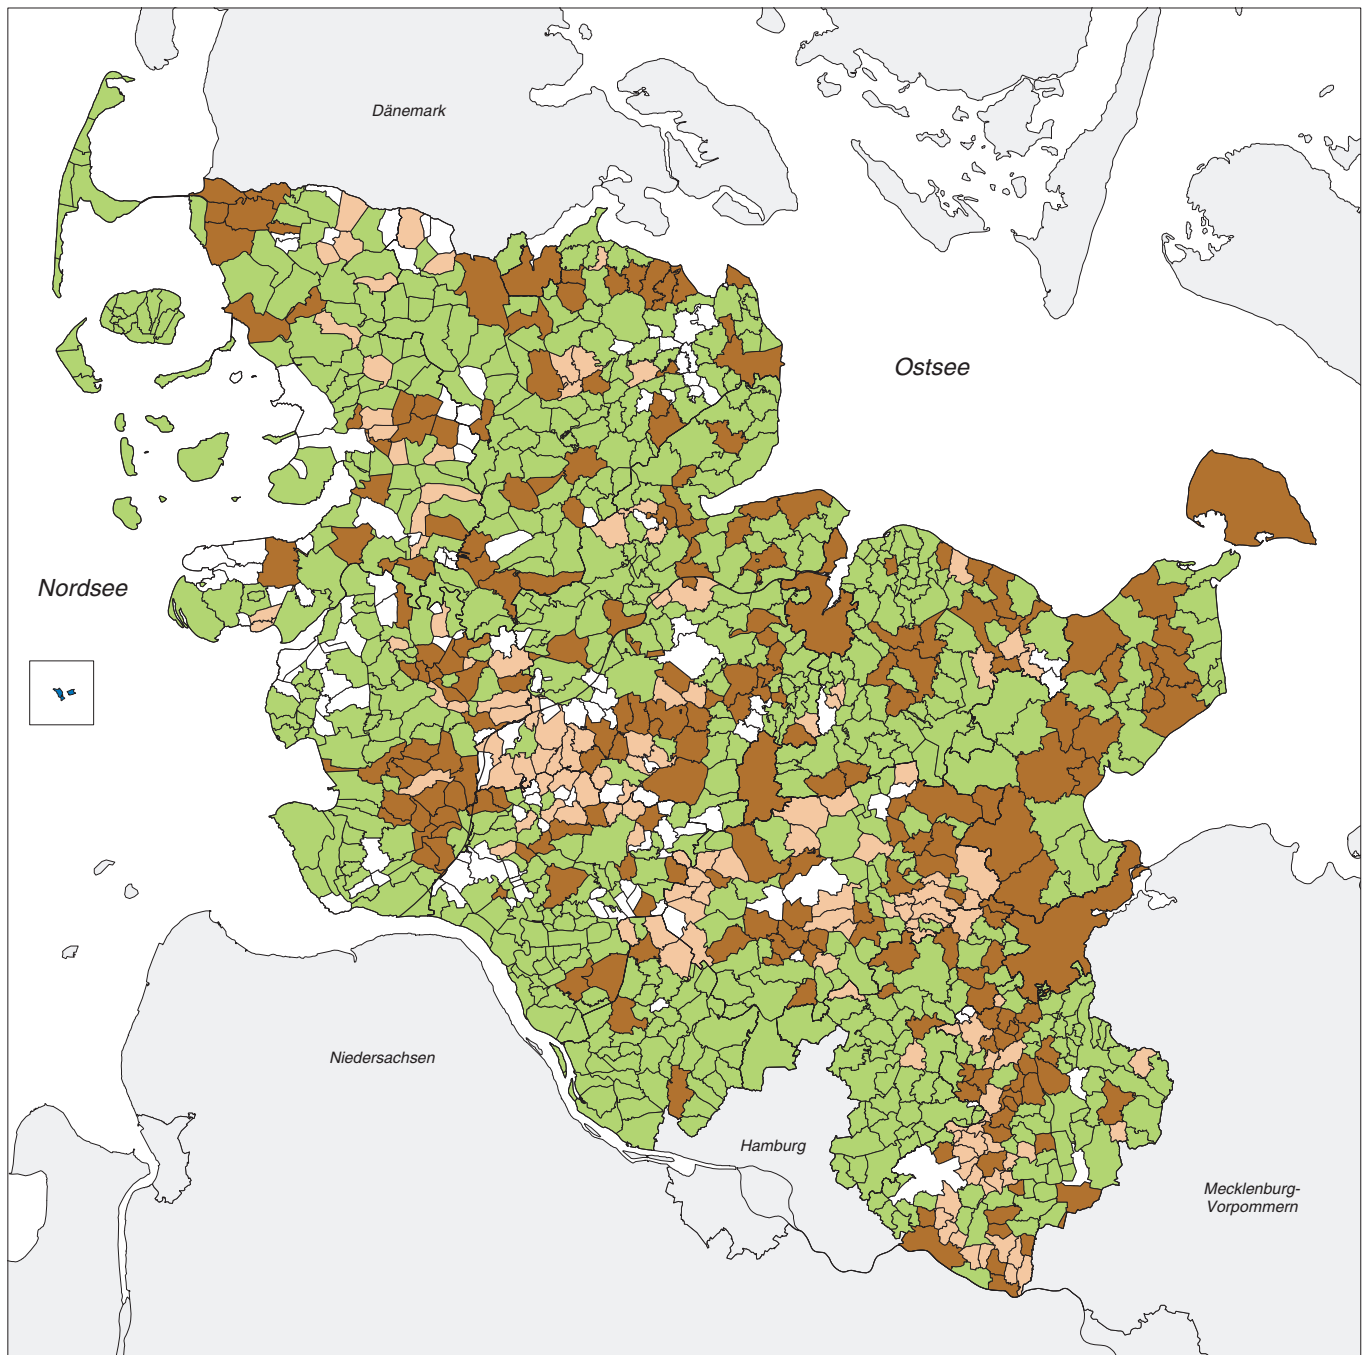 Dänemark
Ostsee
Nordsee
Niedersachsen
Hamburg
Mecklenburg-
Vorpommern